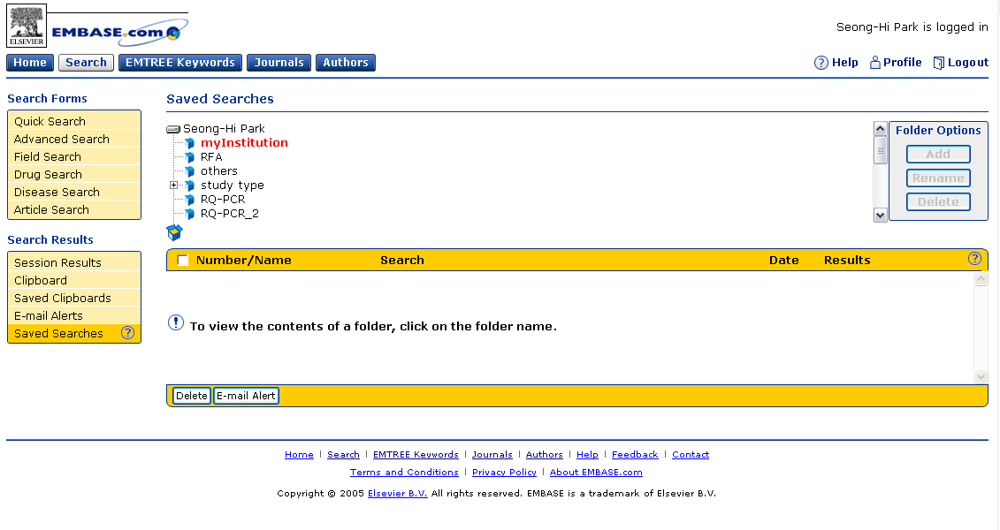 ELSEVIER
EMBASE.com
Seong-Hi Park is logged in
Home Search EMTREE Keywords Journals Authors
? Help Profile Logout
Search Forms
Quick Search
Advanced Search
Field Search
Drug Search
Disease Search
Article Search
Search Results
Session Results
Clipboard
Saved Clipboards
E-mail Alerts
Saved Searches ?
Saved Searches
Seong-Hi Park
myInstitution
RFA
others
study type
RQ-PCR
RQ-PCR_2
Folder Options
Add
Rename
Delete
Number/Name Search Date Results ?
! To view the contents of a folder, click on the folder name.
Delete E-mail Alert
Home | Search | EMTREE Keywords | Journals | Authors | Help | Feedback | Contact
Terms and Conditions | Privacy Policy | About EMBASE.com
Copyright © 2005 Elsevier B.V. All rights reserved. EMBASE is a trademark of Elsevier B.V.